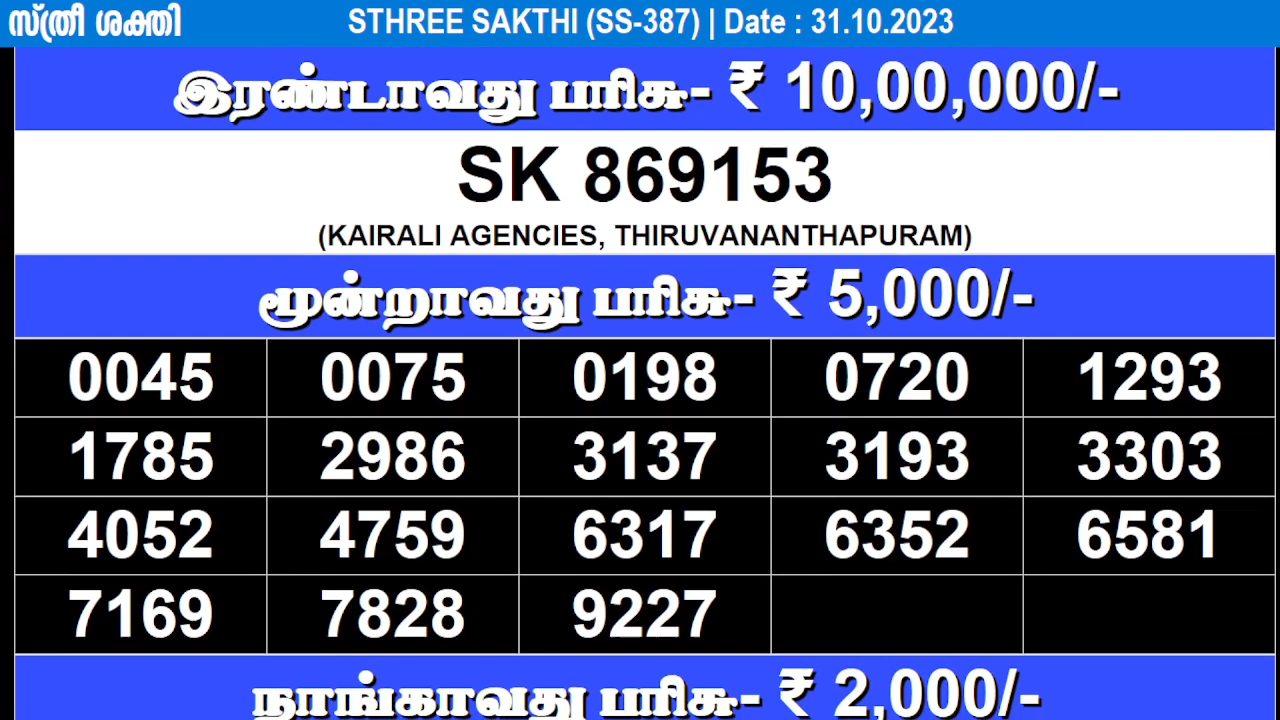 സ്ത്രീ ശക്തി STHREE SAKTHI (SS-387) | Date : 31.10.2023
இரண்டாவது பரிசு- ₹ 10,00,000/-
SK 869153
(KAIRALI AGENCIES, THIRUVANANTHAPURAM)
மூன்றாவது பரிசு- ₹ 5,000/-
0045 0075 0198 0720 1293
1785 2986 3137 3193 3303
4052 4759 6317 6352 6581
7169 7828 9227
நாங்காவது பரிசு- ₹ 2,000/-